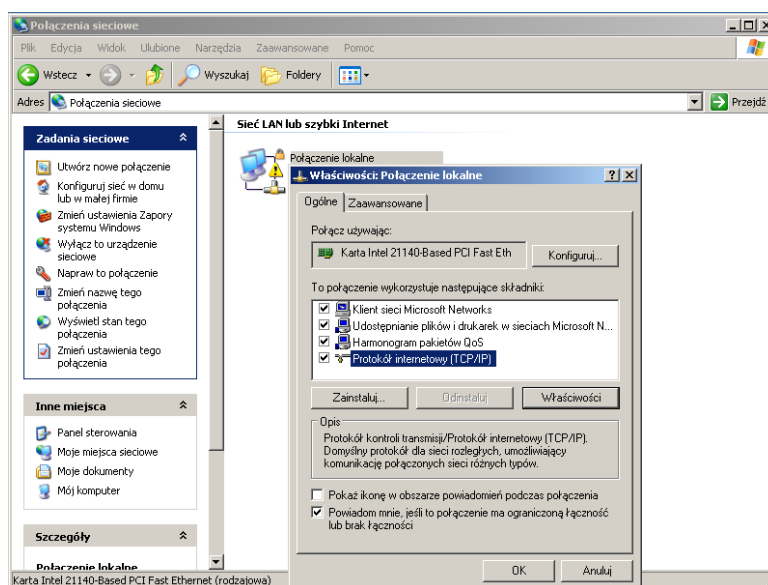 Połączenia sieciowe
Plik Edycja Widok Ulubione Narzędzia Zaawansowane Pomoc
Wstecz Wyszukaj Foldery
Adres Połączenia sieciowe Przejdź
Zadania sieciowe
Utwórz nowe połączenie
Konfiguruj sieć w domu
lub w małej firmie
Zmień ustawienia Zapory
systemu Windows
Wyłącz to urządzenie
sieciowe
Napraw to połączenie
Zmień nazwę tego
połączenia
Wyświetl stan tego
połączenia
Zmień ustawienia tego
połączenia
Inne miejsca
Panel sterowania
Moje miejsca sieciowe
Moje dokumenty
Mój komputer
Szczegóły
Połączenie lokalne
Sieć LAN lub szybki Internet
Połączenie lokalne
Właściwości: Połączenie lokalne
Ogólne Zaawansowane
Połącz używając:
Karta Intel 21140-Based PCI Fast Eth Konfiguruj...
To połączenie wykorzystuje następujące składniki:
Klient sieci Microsoft Networks
Udostępnianie plików i drukarek w sieciach Microsoft N...
Harmonogram pakietów QoS
Protokół internetowy (TCP/IP)
Zainstaluj... Odinstaluj Właściwości
Opis
Protokół kontroli transmisji/Protokół internetowy (TCP/IP).
Domyślny protokół dla sieci rozległych, umożliwiający
komunikację połączonych sieci różnych typów.
Pokaż ikonę w obszarze powiadomień podczas połączenia
Powiadom mnie, jeśli to połączenie ma ograniczoną łączność
lub brak łączności
OK Anuluj
Karta Intel 21140-Based PCI Fast Ethernet (rodzajowa)